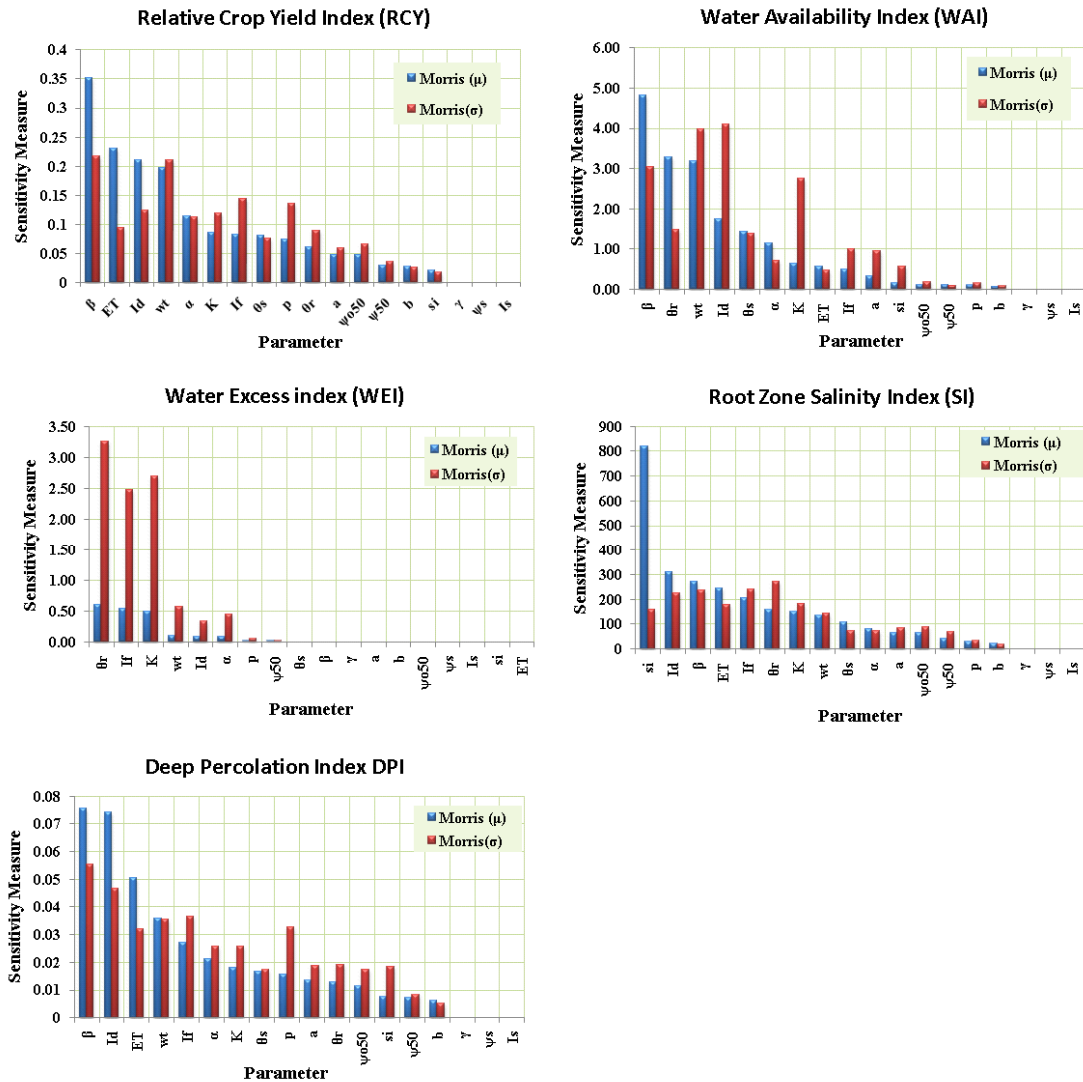 Relative Crop Yield Index (RCY)
0.4
0.35
0.3
0.25
0.2
0.15
0.1
0.05
0
Sensitivity Measure
Morris (μ)
Morris(σ)
β ET Id wt α K If θs p θr a ψo50 ψ50 b si γ ψs Is
Parameter
Water Availability Index (WAI)
6.00
5.00
4.00
3.00
2.00
1.00
0.00
Sensitivity Measure
Morris (μ)
Morris(σ)
β θr wt Id θs α K ET If a si ψo50 ψ50 p b γ ψs Is
Parameter
Water Excess index (WEI)
3.50
3.00
2.50
2.00
1.50
1.00
0.50
0.00
Sensitivity Measure
Morris (μ)
Morris(σ)
θr If K wt Id α p ψ50 θs β γ a b ψo50 ψs Is si ET
Parameter
Root Zone Salinity Index (SI)
900
800
700
600
500
400
300
200
100
0
Sensitivity Measure
Morris (μ)
Morris(σ)
si Id β ET If θr K wt θs α a ψo50 ψ50 p b γ ψs Is
Parameter
Deep Percolation Index DPI
0.08
0.07
0.06
0.05
0.04
0.03
0.02
0.01
0
Sensitivity Measure
Morris (μ)
Morris(σ)
β Id ET wt If α K θs p a θr ψo50 si ψ50 b γ ψs Is
Parameter